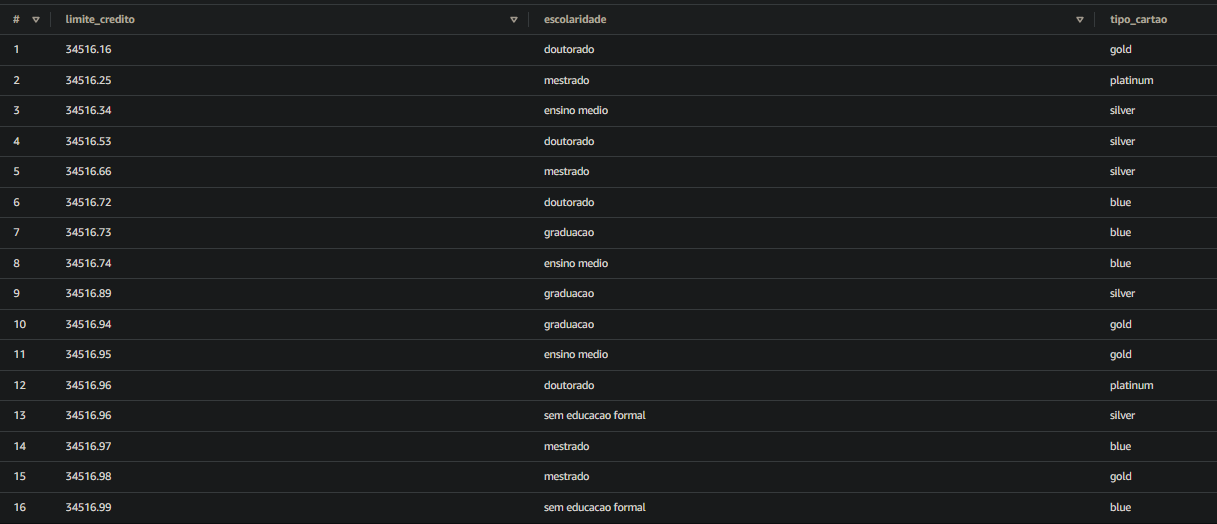 # limite_credito escolaridade tipo_cartao
1 34516.16 doutorado gold
2 34516.25 mestrado platinum
3 34516.34 ensino medio silver
4 34516.53 doutorado silver
5 34516.66 mestrado silver
6 34516.72 doutorado blue
7 34516.73 graduacao blue
8 34516.74 ensino medio blue
9 34516.89 graduacao silver
10 34516.94 graduacao gold
11 34516.95 ensino medio gold
12 34516.96 doutorado platinum
13 34516.96 sem educacao formal silver
14 34516.97 mestrado blue
15 34516.98 mestrado gold
16 34516.99 sem educacao formal blue